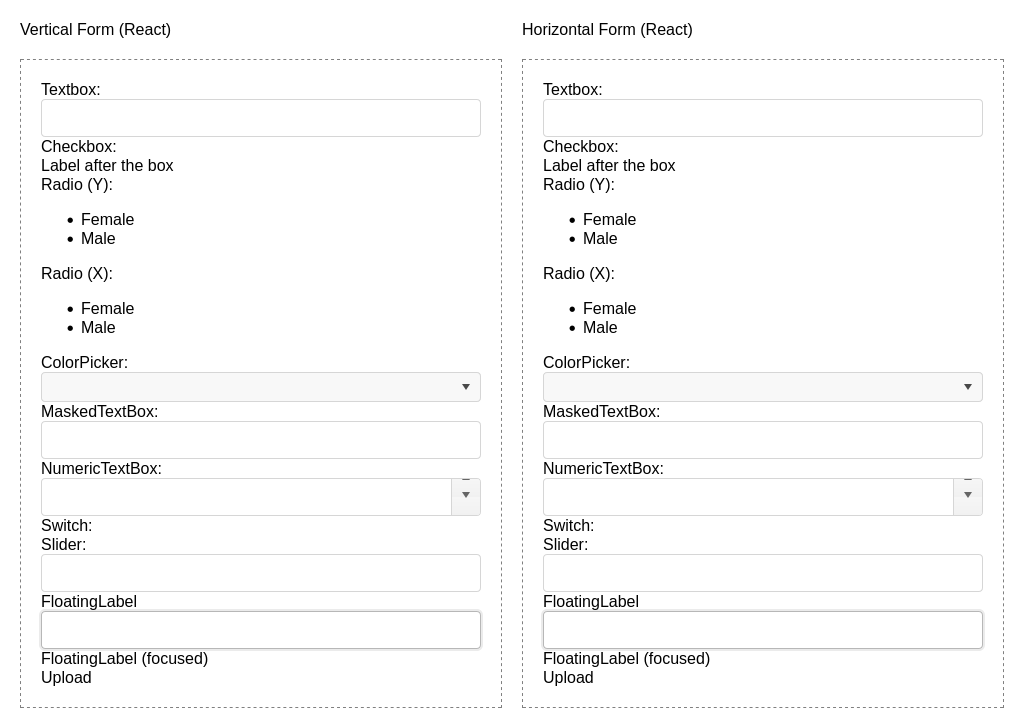 Vertical Form (React)
Textbox:
Checkbox:
Label after the box
Radio (Y):
Female
Male
Radio (X):
Female
Male
ColorPicker:
MaskedTextBox:
NumericTextBox:
Switch:
Slider:
FloatingLabel
FloatingLabel (focused)
Upload
Horizontal Form (React)
Textbox:
Checkbox:
Label after the box
Radio (Y):
Female
Male
Radio (X):
Female
Male
ColorPicker:
MaskedTextBox:
NumericTextBox:
Switch:
Slider:
FloatingLabel
FloatingLabel (focused)
Upload